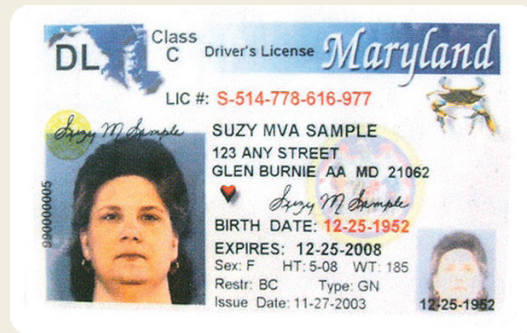 DL
Class
C
Driver's License
Maryland
LIC #: S-514-778-616-977
Suzy M Sample
SUZY MVA SAMPLE
123 ANY STREET
GLEN BURNIE AA MD 21062
Suzy M Sample
BIRTH DATE: 12-25-1952
EXPIRES: 12-25-2008
Sex: F HT: 5-08 WT: 185
Restr: BC Type: GN
Issue Date: 11-27-2003
12-25-1952
990000005